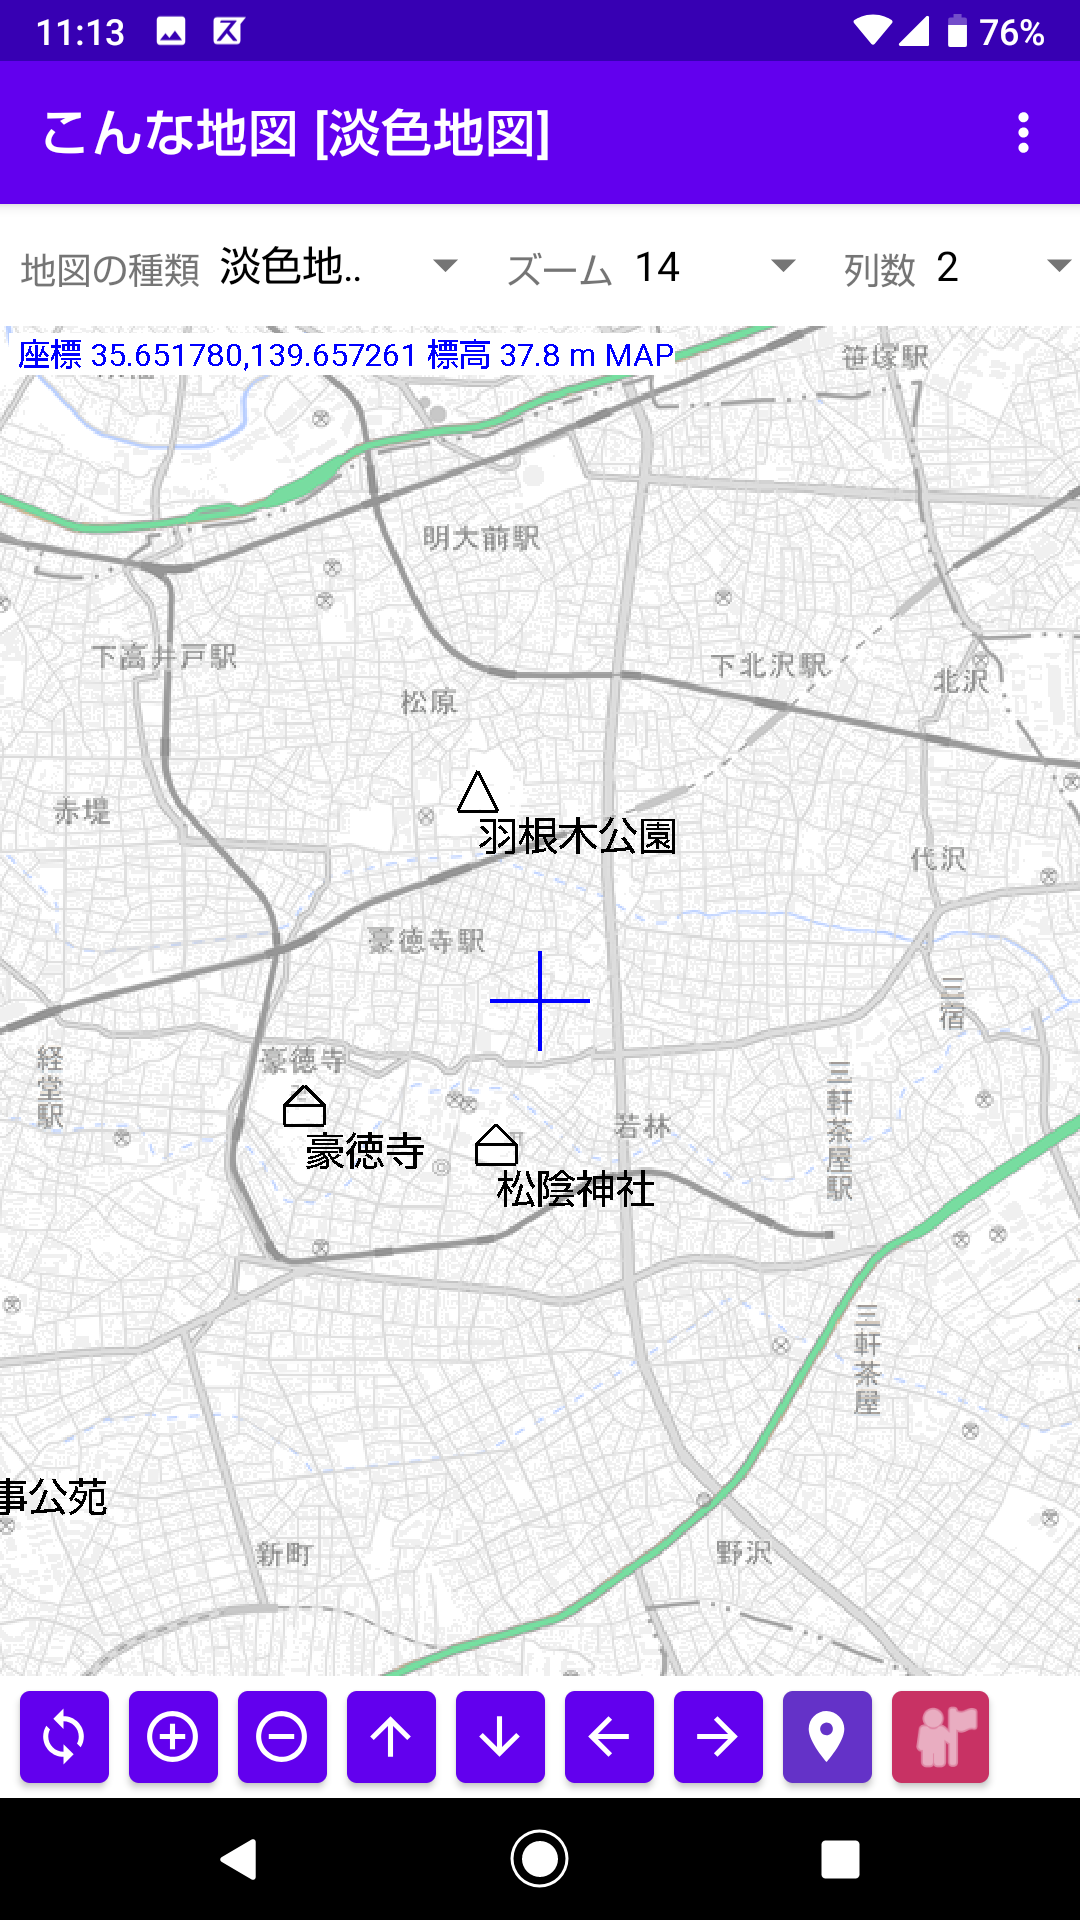 11:13 76%
こんな地図 [淡色地図]
地図の種類 淡色地.. ズーム 14 列数 2
座標 35.651780,139.657261 標高 37.8 m MAP
笹塚駅
明大前駅
下高井戸駅
下北沢駅
北沢
松原
赤堤
羽根木公園
代沢
豪徳寺駅
三宿
経堂駅
豪徳寺
三軒茶屋駅
若林
豪徳寺
松陰神社
三軒茶屋
事公苑
新町
野沢